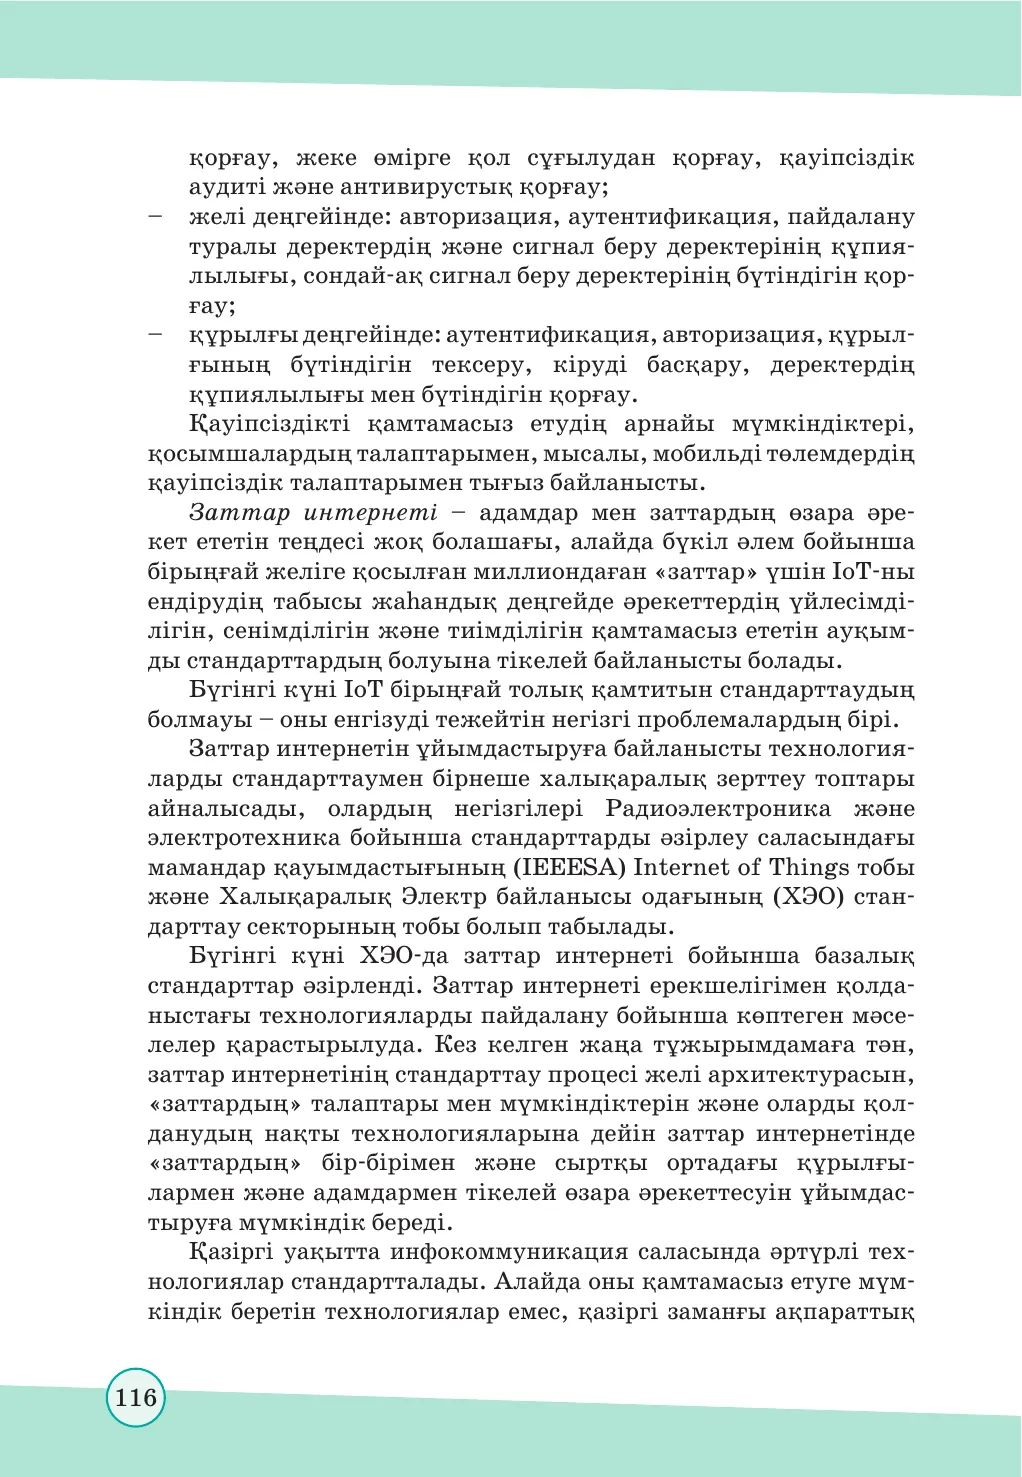 қорғау, жеке өмірге қол сұғылудан қорғау, қауіпсіздік
аудиті және антивирустық қорғау;
– желі деңгейінде: авторизация, аутентификация, пайдалану
туралы деректердің және сигнал беру деректерінің құпия-
лылығы, сондай-ақ сигнал беру деректерінің бүтіндігін қор-
ғау;
– құрылғы деңгейінде: аутентификация, авторизация, құрыл-
ғының бүтіндігін тексеру, кіруді басқару, деректердің
құпиялылығы мен бүтіндігін қорғау.
Қауіпсіздікті қамтамасыз етудің арнайы мүмкіндіктері,
қосымшалардың талаптарымен, мысалы, мобильді төлемдердің
қауіпсіздік талаптарымен тығыз байланысты.
Заттар интернеті – адамдар мен заттардың өзара әре-
кет ететін теңдесі жоқ болашағы, алайда бүкіл әлем бойынша
бірыңғай желіге қосылған миллиондаған «заттар» үшін IoT-ны
ендірудің табысы жаһандық деңгейде әрекеттердің үйлесімді-
лігін, сенімділігін және тиімділігін қамтамасыз ететін ауқым-
ды стандарттардың болуына тікелей байланысты болады.
Бүгінгі күні IoT бірыңғай толық қамтитын стандарттаудың
болмауы – оны енгізуді тежейтін негізгі проблемалардың бірі.
Заттар интернетін ұйымдастыруға байланысты технология-
ларды стандарттаумен бірнеше халықаралық зерттеу топтары
айналысады, олардың негізгілері Радиоэлектроника және
электротехника бойынша стандарттарды әзірлеу саласындағы
мамандар қауымдастығының (IEEESA) Internet of Things тобы
және Халықаралық Электр байланысы одағының (ХЭО) стан-
дарттау секторының тобы болып табылады.
Бүгінгі күні ХЭО-да заттар интернеті бойынша базалық
стандарттар әзірленді. Заттар интернеті ерекшелігімен қолда-
ныстағы технологияларды пайдалану бойынша көптеген мәсе-
лелер қарастырылуда. Кез келген жаңа тұжырымдамаға тән,
заттар интернетінің стандарттау процесі желі архитектурасын,
«заттардың» талаптары мен мүмкіндіктерін және оларды қол-
данудың нақты технологияларына дейін заттар интернетінде
«заттардың» бір-бірімен және сыртқы ортадағы құрылғы-
лармен және адамдармен тікелей өзара әрекеттесуін ұйымдас-
тыруға мүмкіндік береді.
Қазіргі уақытта инфокоммуникация саласында әртүрлі тех-
нологиялар стандартталады. Алайда оны қамтамасыз етуге мүм-
кіндік беретін технологиялар емес, қазіргі заманғы ақпараттық
116